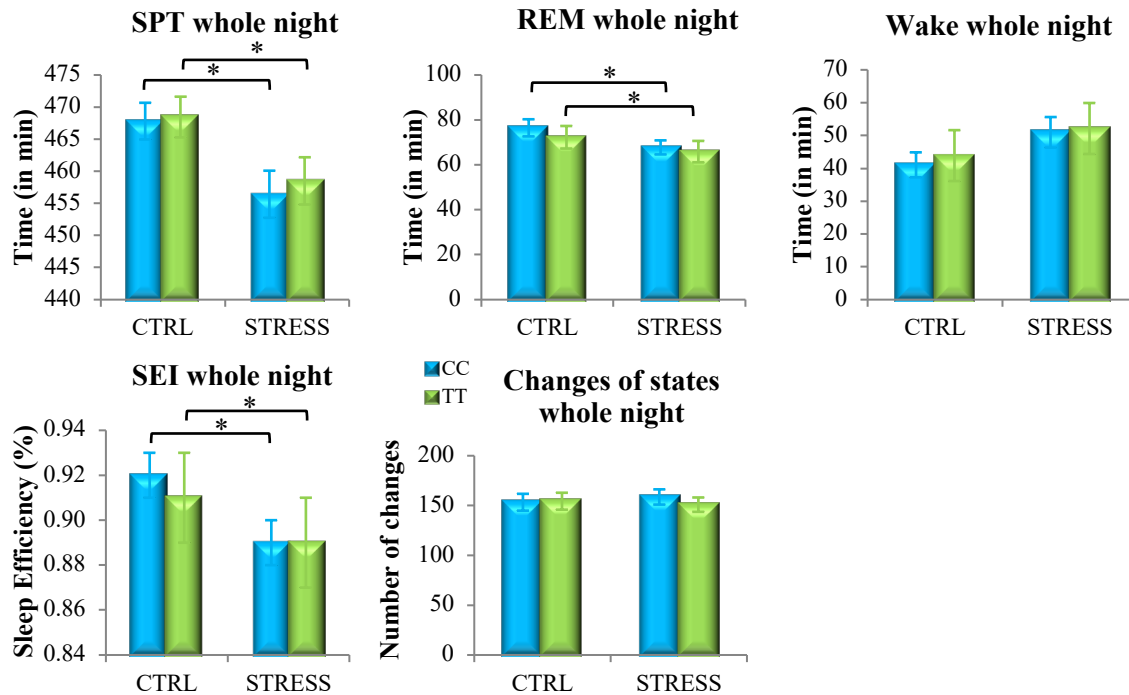 SPT whole night
*
*
Time (in min)
475
470
465
460
455
450
445
440
CTRL STRESS
REM whole night
*
*
Time (in min)
100
80
60
40
20
0
CTRL STRESS
Wake whole night
Time (in min)
70
60
50
40
30
20
10
0
CTRL STRESS
SEI whole night
*
*
Sleep Efficiency (%)
0.94
0.92
0.90
0.88
0.86
0.84
CTRL STRESS
CC
TT
Changes of states
whole night
Number of changes
200
150
100
50
0
CTRL STRESS